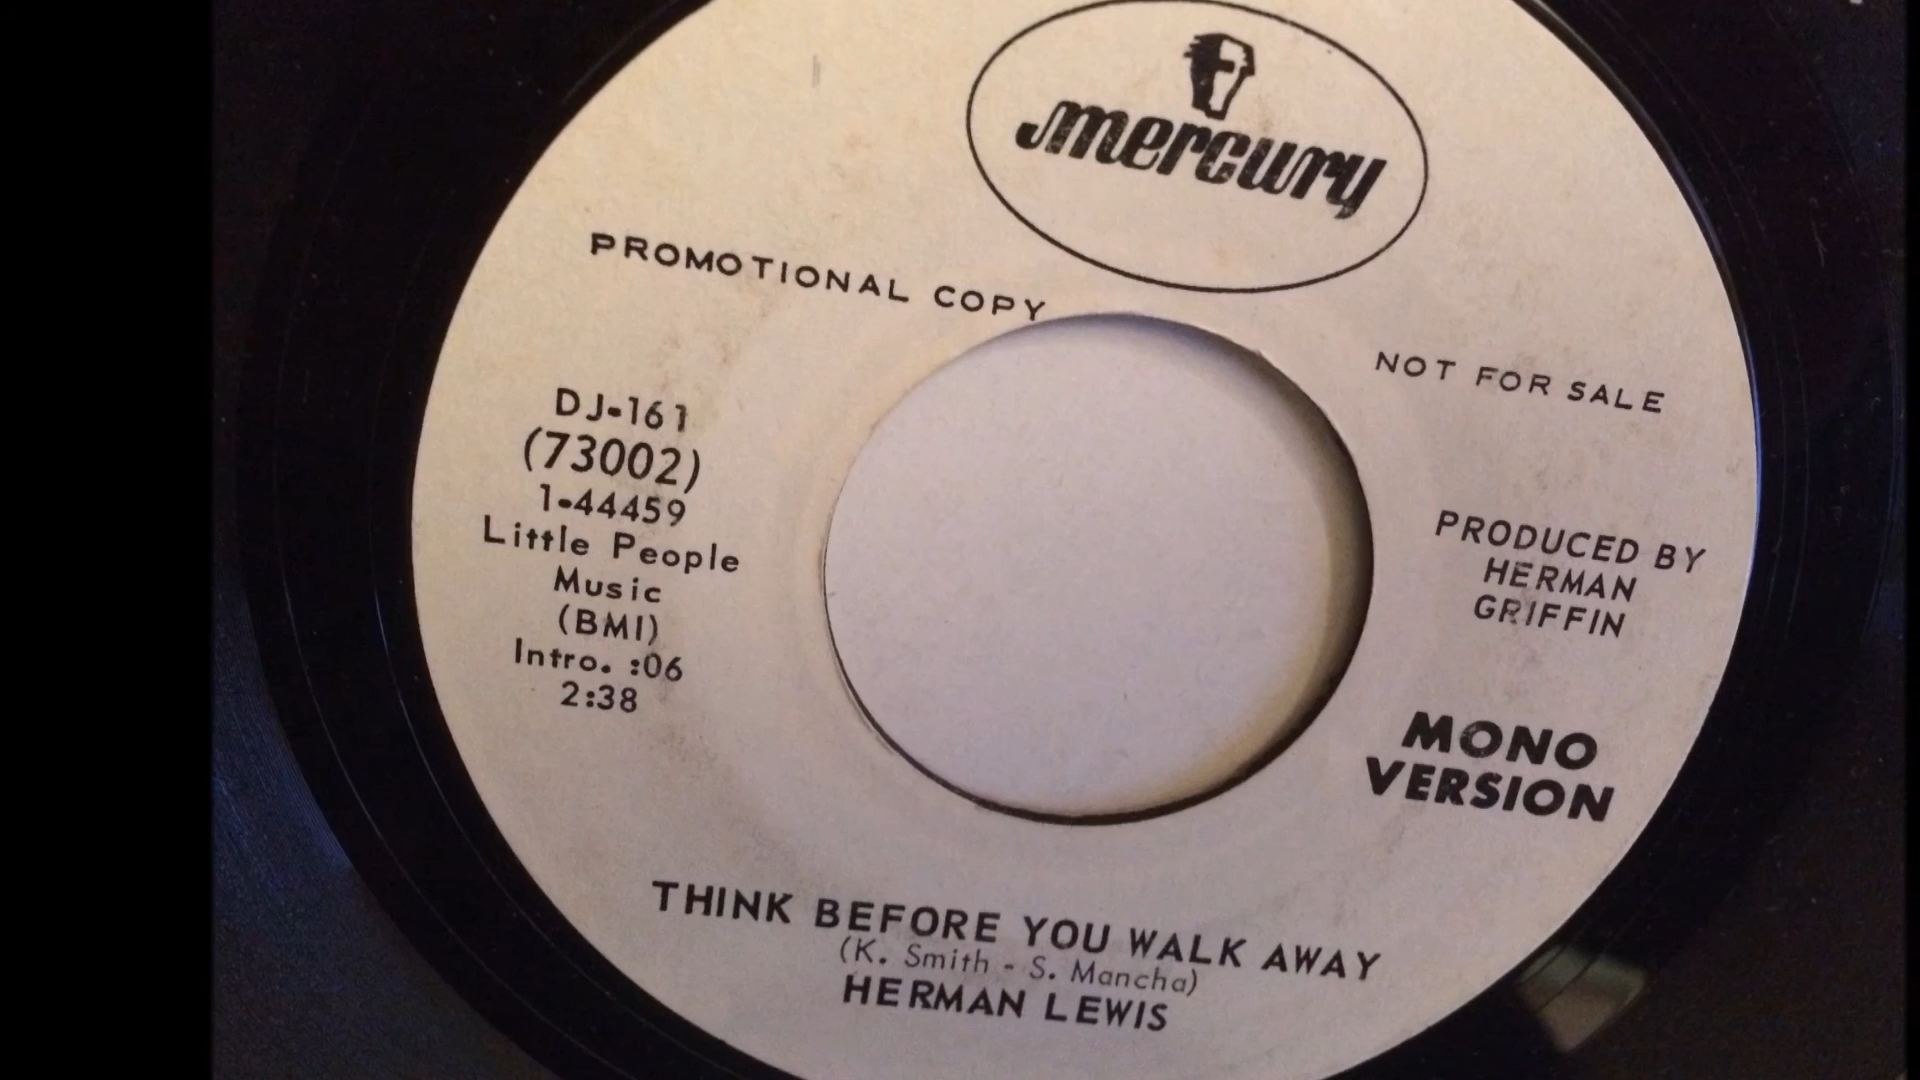 mercury
PROMOTIONAL COPY
NOT FOR SALE
DJ-161
(73002)
1-44459
Little People
Music
(BMI)
Intro. :06
2:38
PRODUCED BY
HERMAN
GRIFFIN
MONO
VERSION
THINK BEFORE YOU WALK AWAY
(K. Smith - S. Mancha)
HERMAN LEWIS